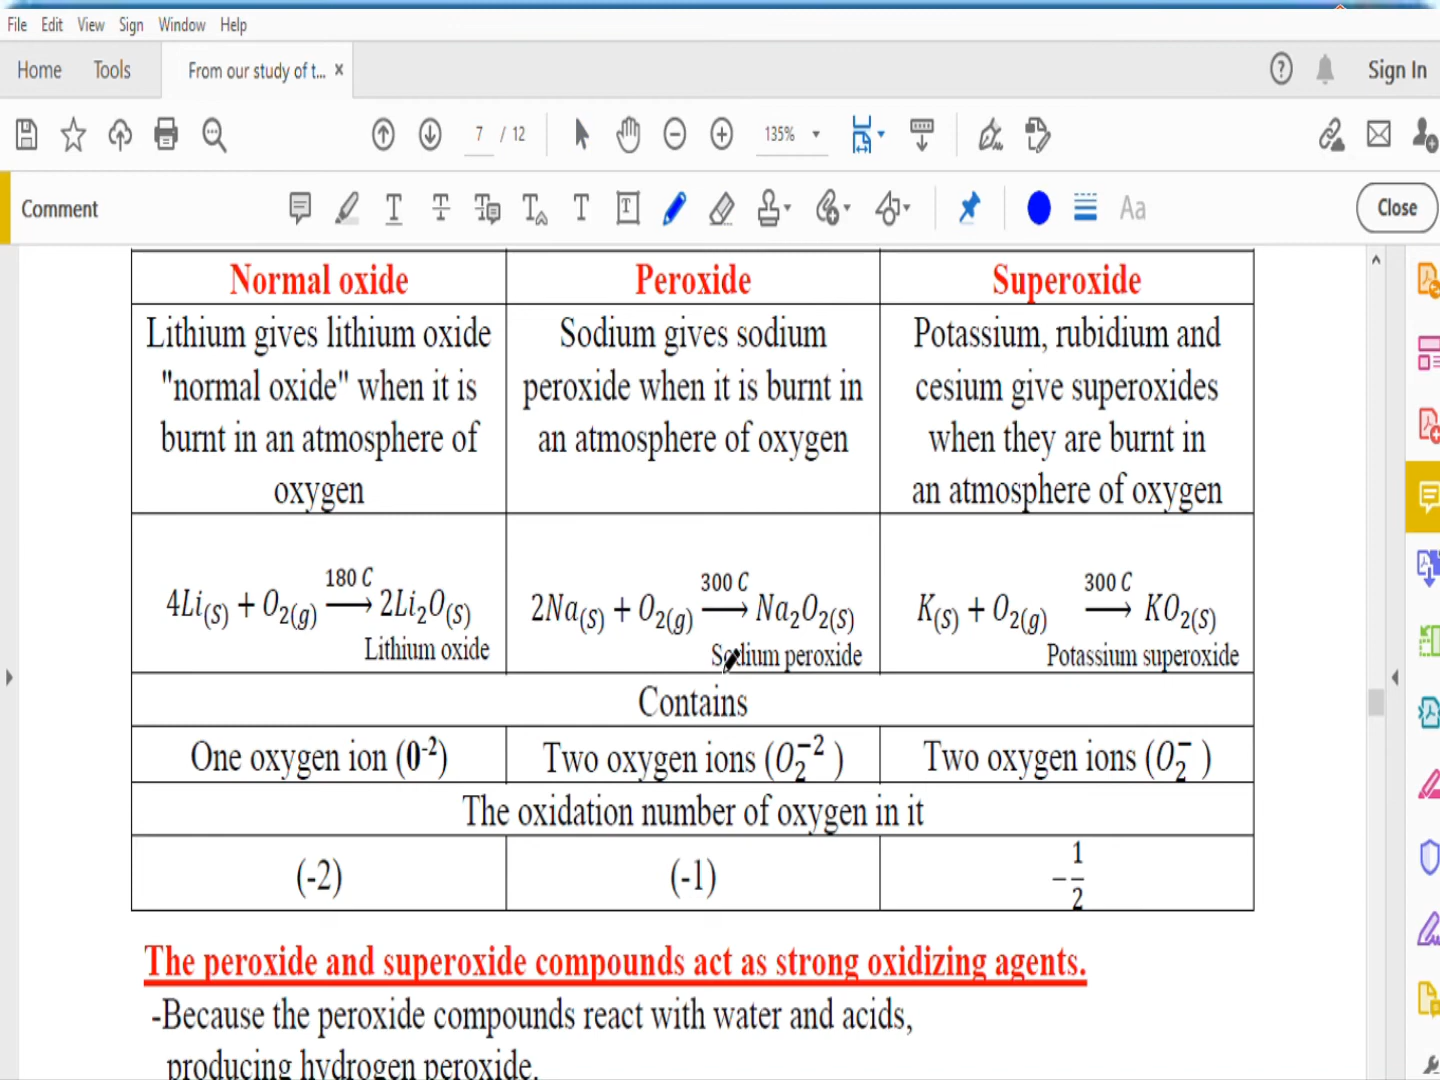 File Edit View Sign Window Help
Home Tools From our study of t... × Sign In
7 / 12 135%
Comment T T T T T T Aa Close
Normal oxide Peroxide Superoxide
Lithium gives lithium oxide
"normal oxide" when it is
burnt in an atmosphere of
oxygen
Sodium gives sodium
peroxide when it is burnt in
an atmosphere of oxygen
Potassium, rubidium and
cesium give superoxides
when they are burnt in
an atmosphere of oxygen
4Li(s) + O₂(g) —180 C→ 2Li₂O(s)
Lithium oxide
2Na(s) + O₂(g) —300 C→ Na₂O₂(s)
Sodium peroxide
K(s) + O₂(g) —300 C→ KO₂(s)
Potassium superoxide
Contains
One oxygen ion (0⁻²) Two oxygen ions (O₂⁻²) Two oxygen ions (O₂⁻)
The oxidation number of oxygen in it
(-2) (-1) −1/2
The peroxide and superoxide compounds act as strong oxidizing agents.
-Because the peroxide compounds react with water and acids,
producing hydrogen peroxide.